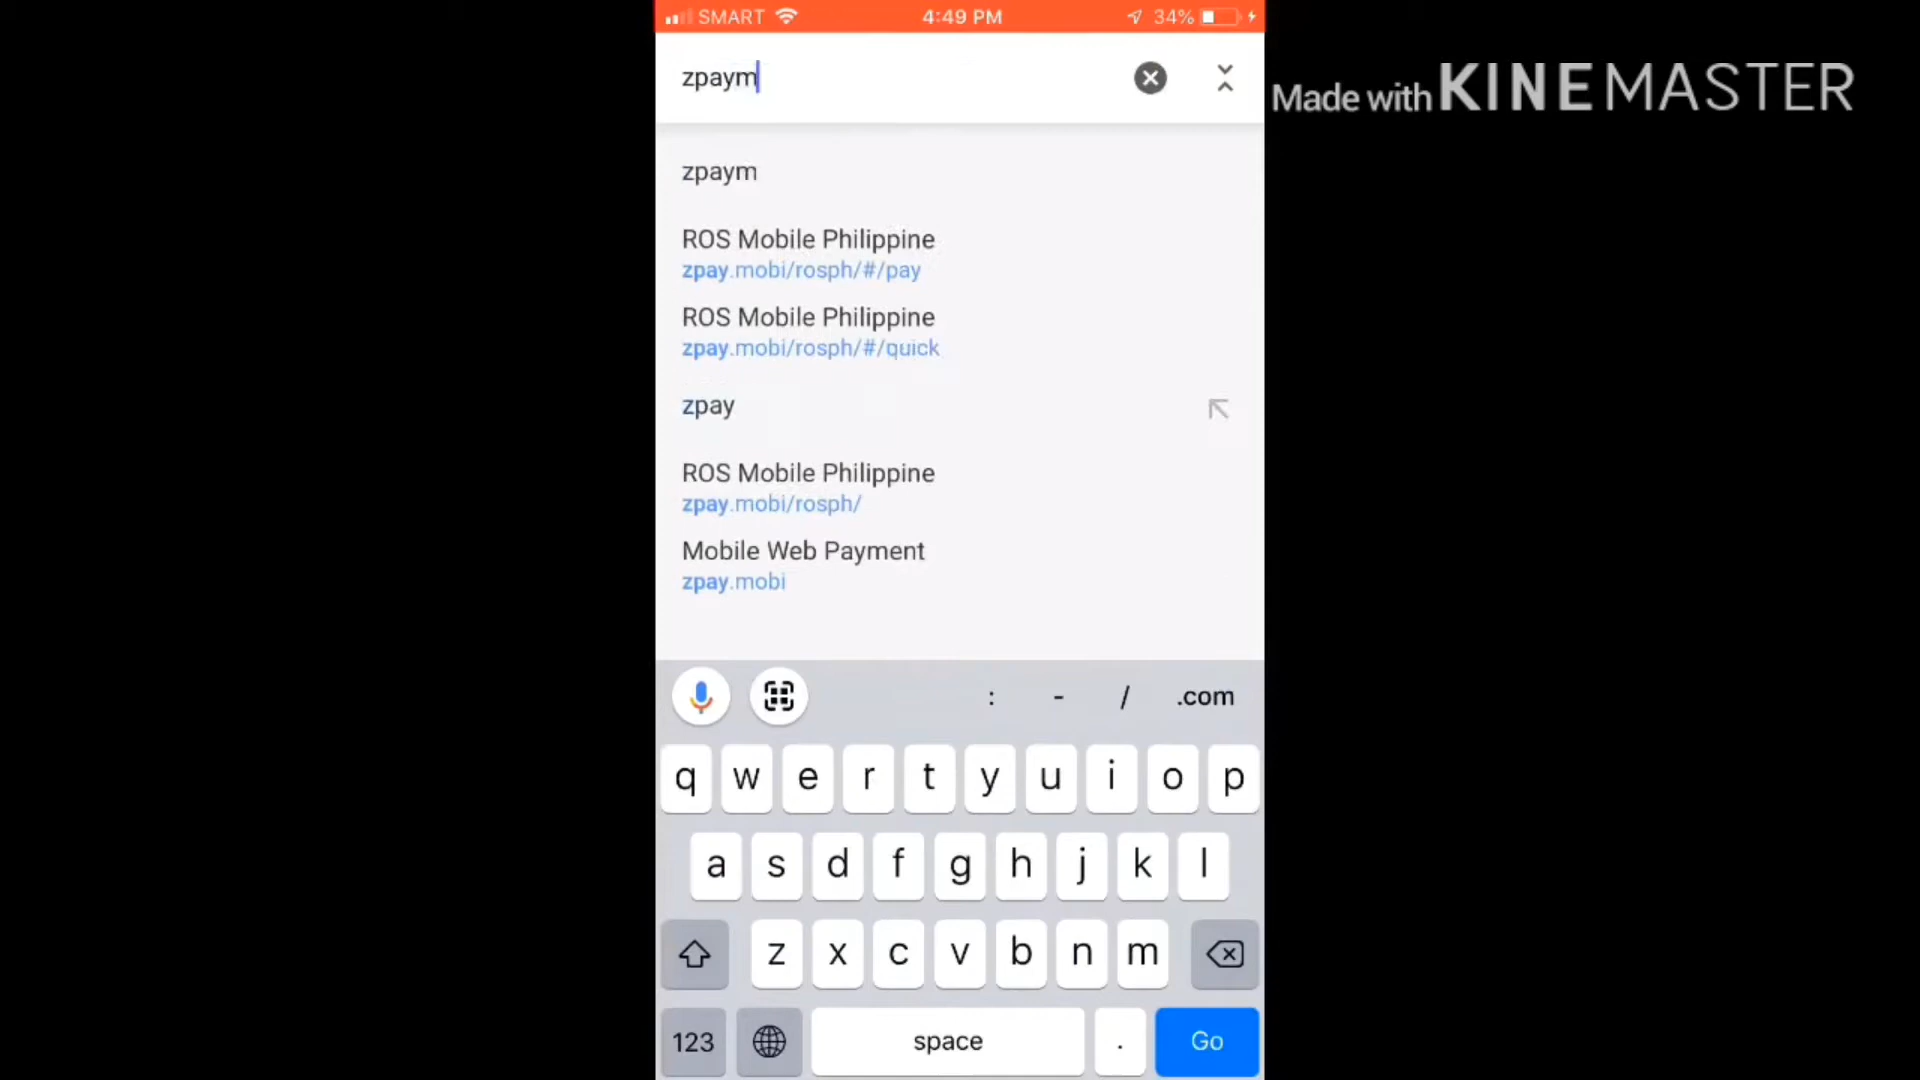 SMART 4:49 PM 34%
zpaym
Made with KINEMASTER
zpaym
ROS Mobile Philippine
zpay.mobi/rosph/#/pay
ROS Mobile Philippine
zpay.mobi/rosph/#/quick
zpay
ROS Mobile Philippine
zpay.mobi/rosph/
Mobile Web Payment
zpay.mobi
: - / .com
q w e r t y u i o p
a s d f g h j k l
z x c v b n m
123 space . Go